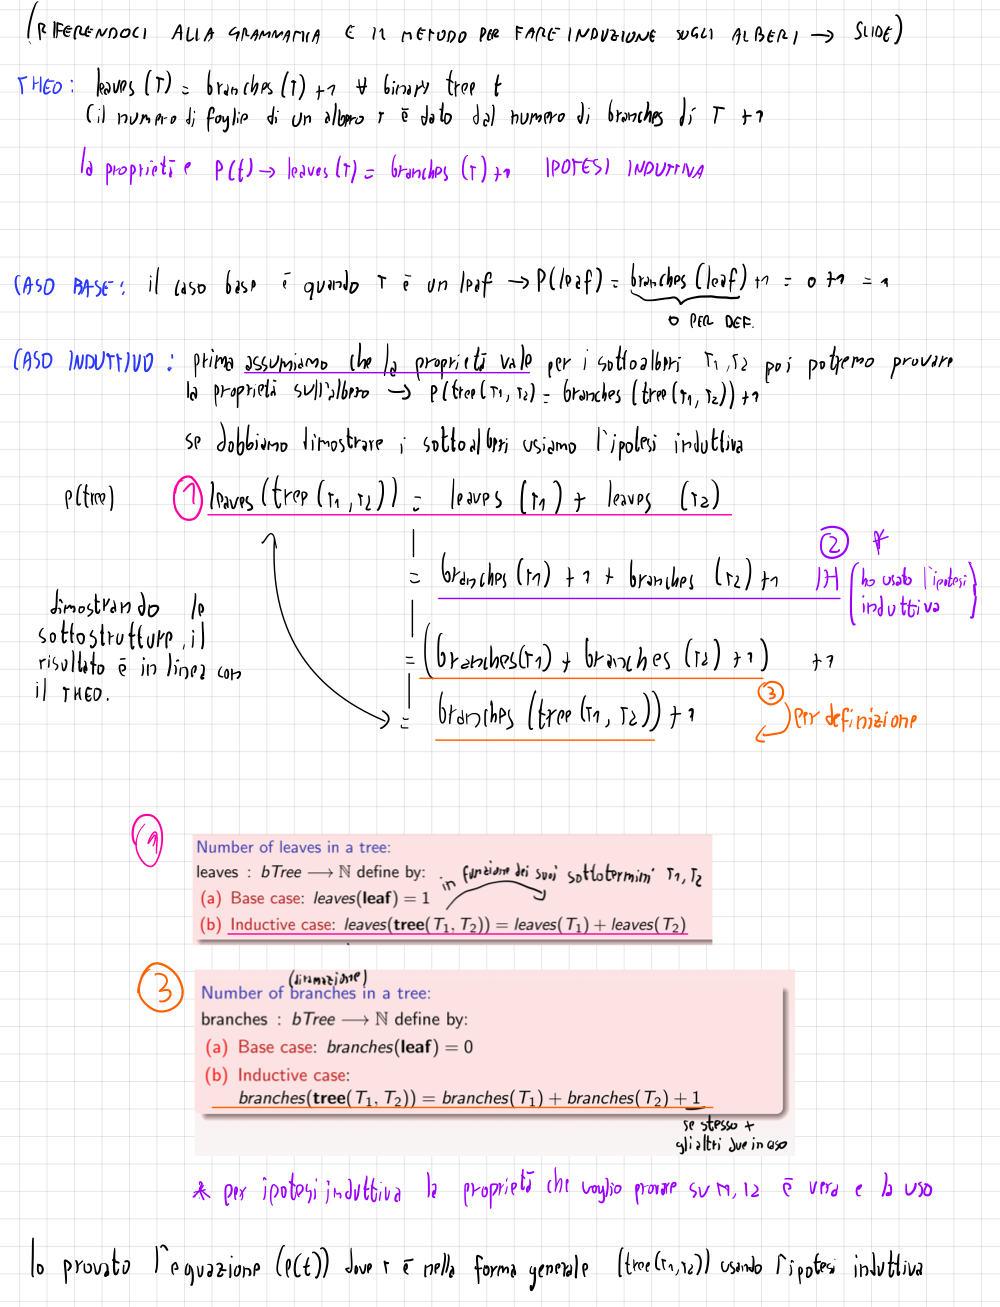 (RIFERENDOCI ALLA GRAMMATICA E IL METODO PER FARE INDUZIONE SUGLI ALBERI → SLIDE)
THEO: leaves (T) = branches (T) +1 ∀ binary tree t
(il numero di foglie di un albero T è dato dal numero di branches di T +1
la proprietà è P(t) → leaves (T) = branches (T) +1 IPOTESI INDUTTIVA
CASO BASE: il caso base è quando T è un leaf → P(leaf) = branches (leaf) +1 = 0 +1 = 1
0 PER DEF.
CASO INDUTTIVO: prima assumiamo che la proprietà vale per i sottoalberi T1, T2 poi potremo provare
la proprietà sull'albero → P(tree(T1, T2)) = branches (tree (T1, T2)) +1
se dobbiamo dimostrare i sottoalberi usiamo l'ipotesi induttiva
P(tree) 1 leaves (tree (T1, T2)) = leaves (T1) + leaves (T2)
= branches (T1) +1 + branches (T2) +1 2 * IH (ho usato l'ipotesi
induttiva)
dimostrando le
sottostrutture, il
risultato è in linea con
il THEO.
= (branches(T1) + branches (T2) +1) +1
= branches (tree (T1, T2)) +1 3 per definizione
1
Number of leaves in a tree:
leaves : bTree ⟶ ℕ define by: in funzione dei suoi sottotermini T1, T2
(a) Base case: leaves(leaf) = 1
(b) Inductive case: leaves(tree(T₁, T₂)) = leaves(T₁) + leaves(T₂)
3
(diramazione)
Number of branches in a tree:
branches : bTree ⟶ ℕ define by:
(a) Base case: branches(leaf) = 0
(b) Inductive case:
branches(tree(T₁, T₂)) = branches(T₁) + branches(T₂) + 1
se stesso +
gli altri due in caso
* per ipotesi induttiva la proprietà che voglio provare su T1, T2 è vera e la uso
Ho provato l'equazione (P(t)) dove T è nella forma generale (tree(T1, T2)) usando l'ipotesi induttiva